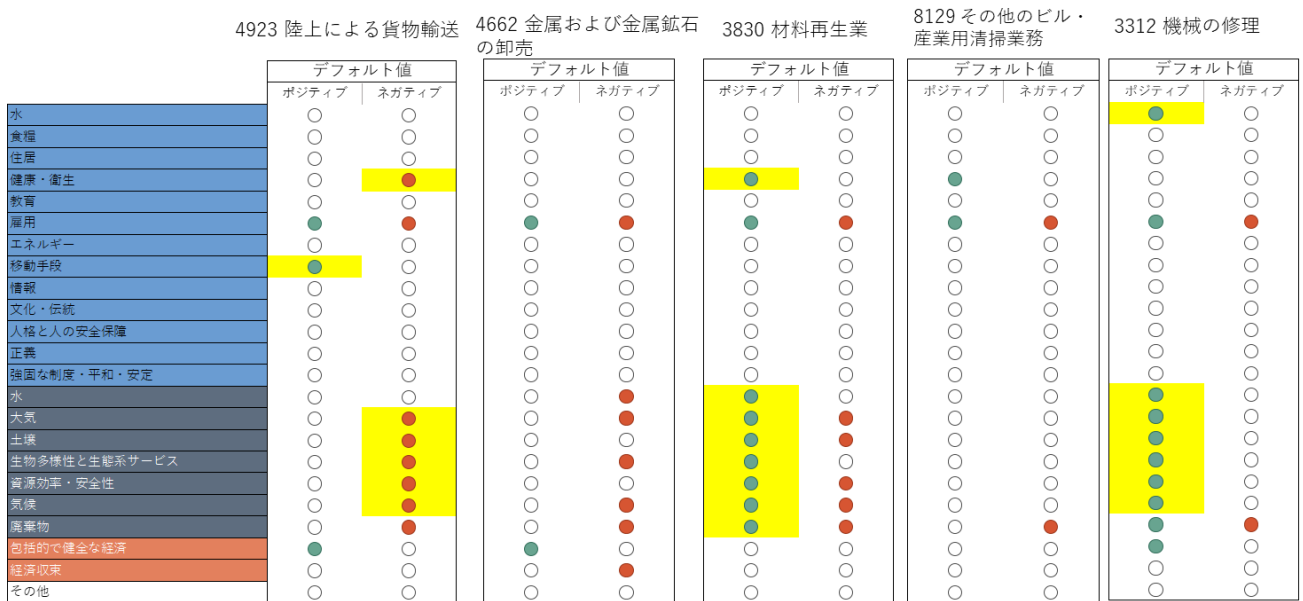 4923 陸上による貨物輸送
4662 金属および金属鉱石
の卸売
3830 材料再生業
8129 その他のビル・
産業用清掃業務
3312 機械の修理
デフォルト値
デフォルト値
デフォルト値
デフォルト値
デフォルト値
ポジティブ ネガティブ
ポジティブ ネガティブ
ポジティブ ネガティブ
ポジティブ ネガティブ
ポジティブ ネガティブ
水
食糧
住居
健康・衛生
教育
雇用
エネルギー
移動手段
情報
文化・伝統
人格と人の安全保障
正義
強固な制度・平和・安定
水
大気
土壌
生物多様性と生態系サービス
資源効率・安全性
気候
廃棄物
包括的で健全な経済
経済収束
その他